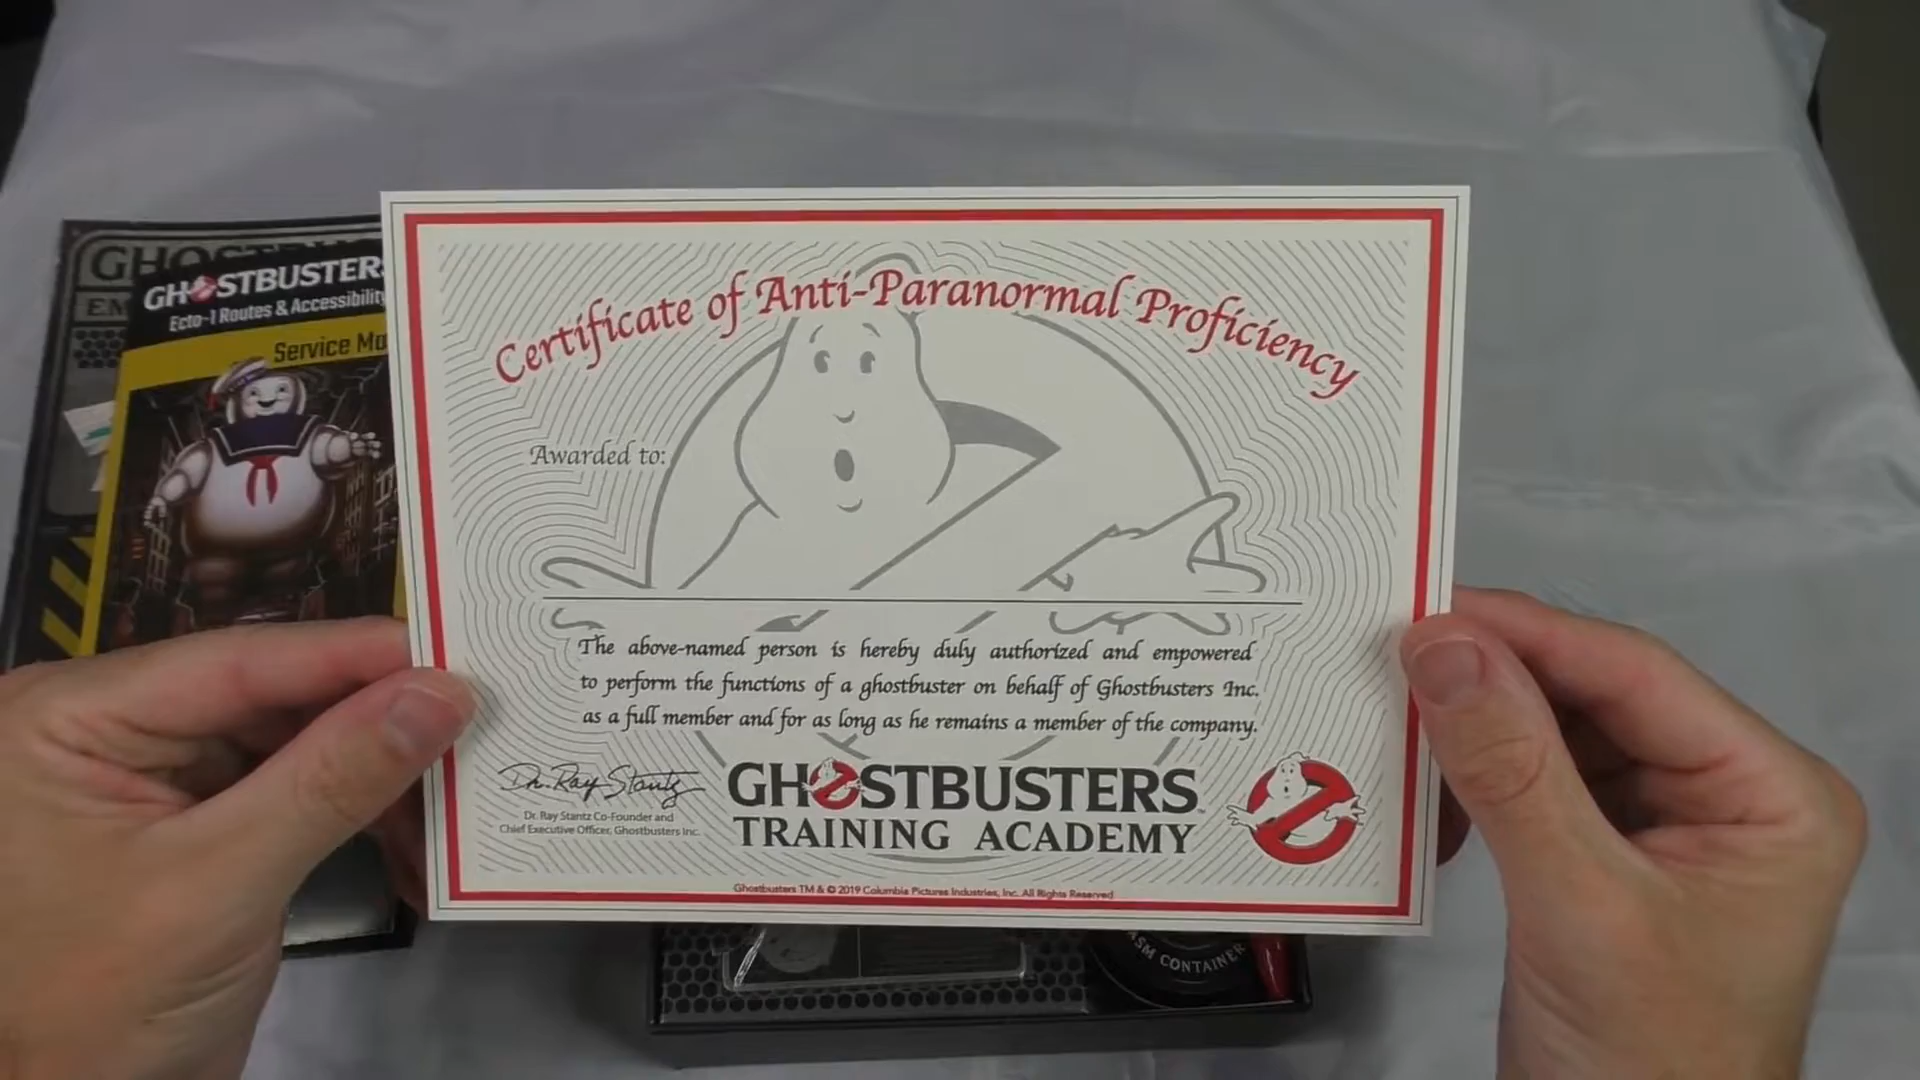 GHOSTBUSTERS
Ecto-1 Routes & Accessibility
Service
Certificate of Anti-Paranormal Proficiency
Awarded to:
The above-named person is hereby duly authorized and empowered
to perform the functions of a ghostbuster on behalf of Ghostbusters Inc.
as a full member and for as long as he remains a member of the company.
Dr. Ray Stantz
Dr. Ray Stantz Co-Founder and
Chief Executive Officer, Ghostbusters Inc.
GHOSTBUSTERS™
TRAINING ACADEMY
Ghostbusters TM & © 2019 Columbia Pictures Industries, Inc. All Rights Reserved
CONTAINER